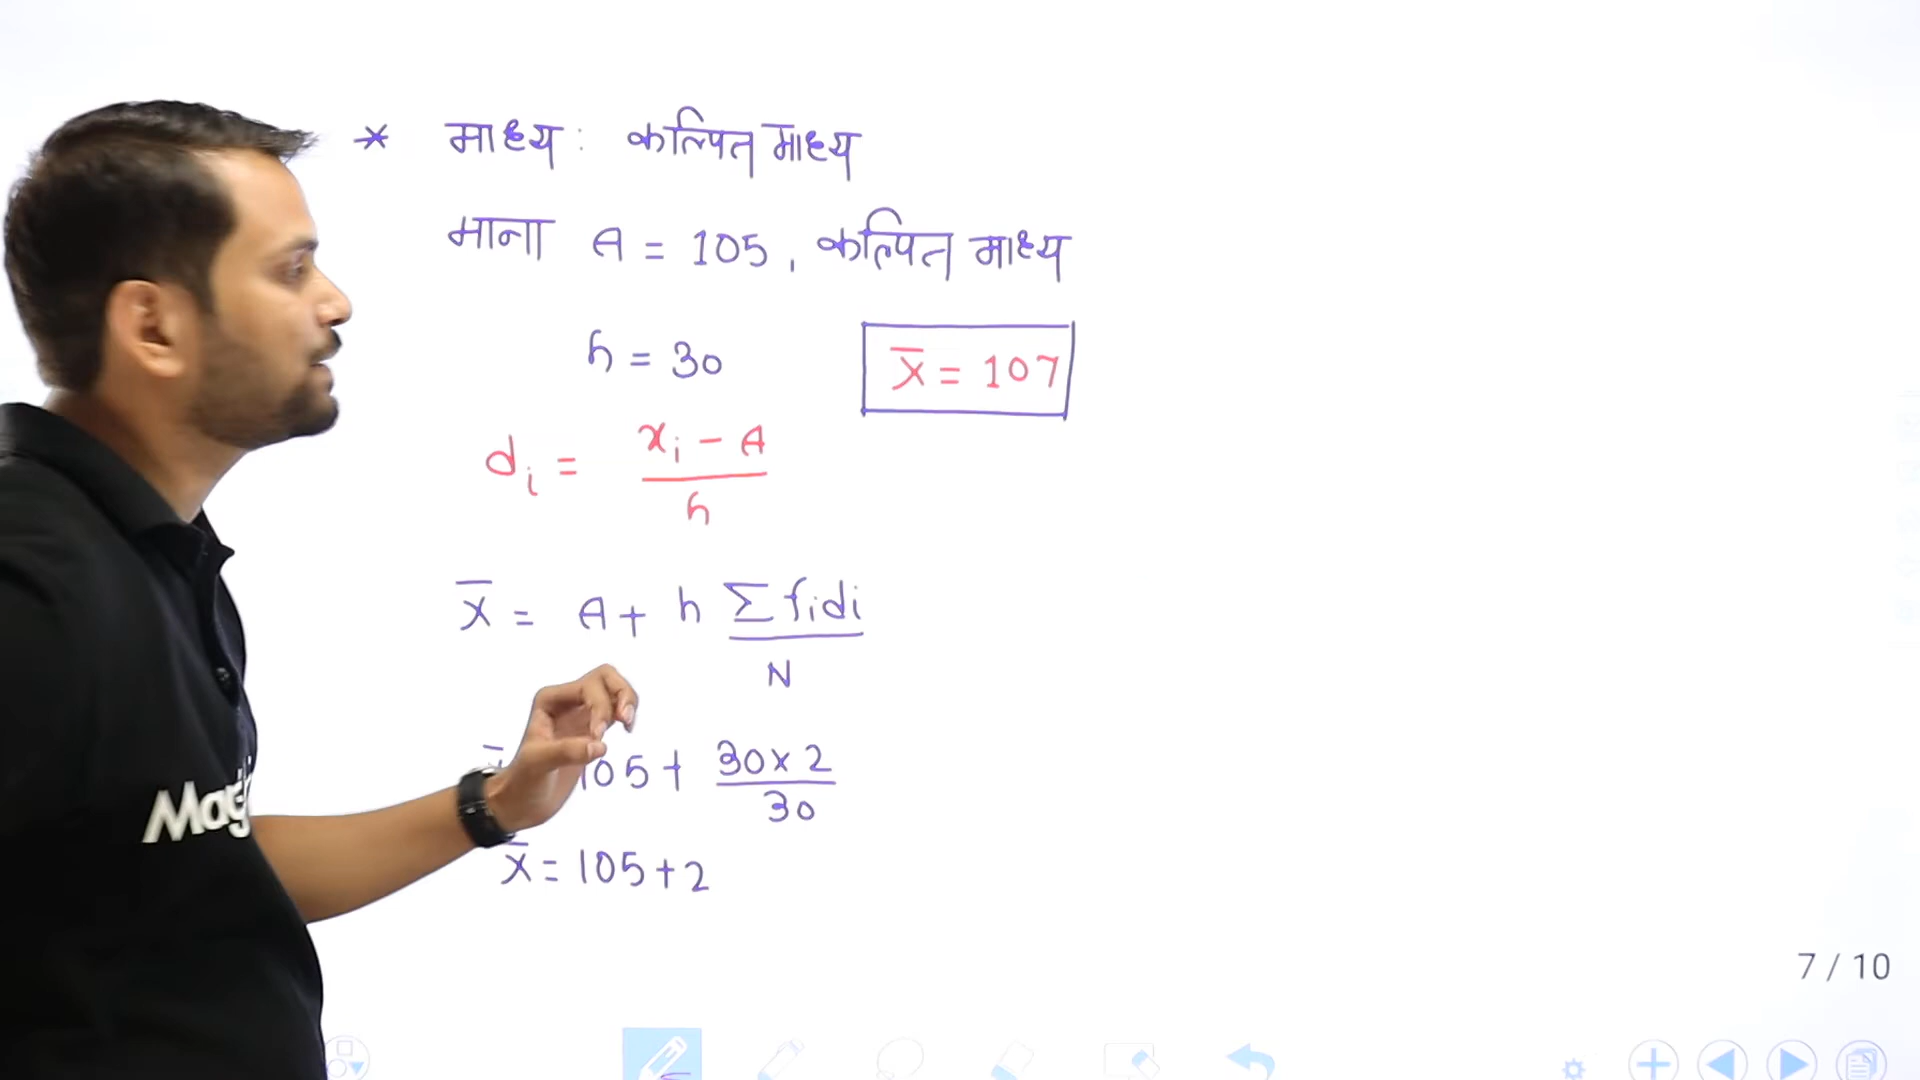 * माध्य : कल्पित माध्य
माना A = 105, कल्पित माध्य
h = 30
x̄ = 107
dᵢ = (xᵢ - A) / h
x̄ = A + h Σfᵢdᵢ / N
105 + 30 x 2 / 30
x̄ = 105 + 2
7 / 10